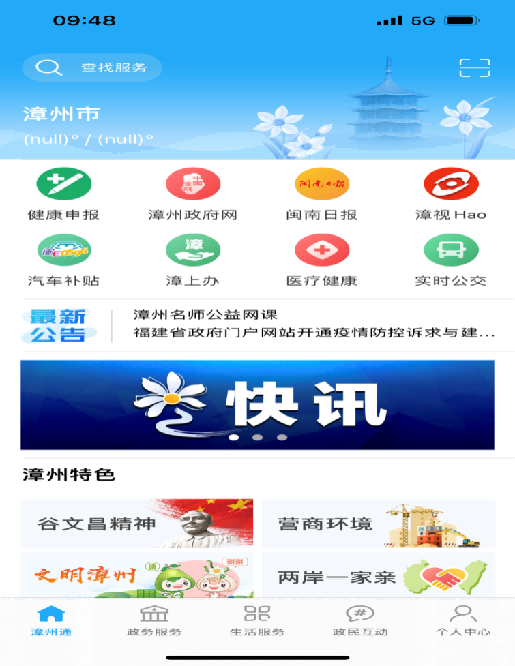 09:48
5G
查找服务
漳州市
(null)° / (null)°
健康申报
漳州政府网
闽南日报
闽南日报
漳视Hao
漳
汽车补贴
漳上办
医疗健康
实时公交
最新
公告
漳州名师公益网课
福建省政府门户网站开通疫情防控诉求与建...
快讯
漳州特色
谷文昌精神
营商环境
文明漳州
两岸一家亲
漳州通
政务服务
生活服务
政民互动
个人中心